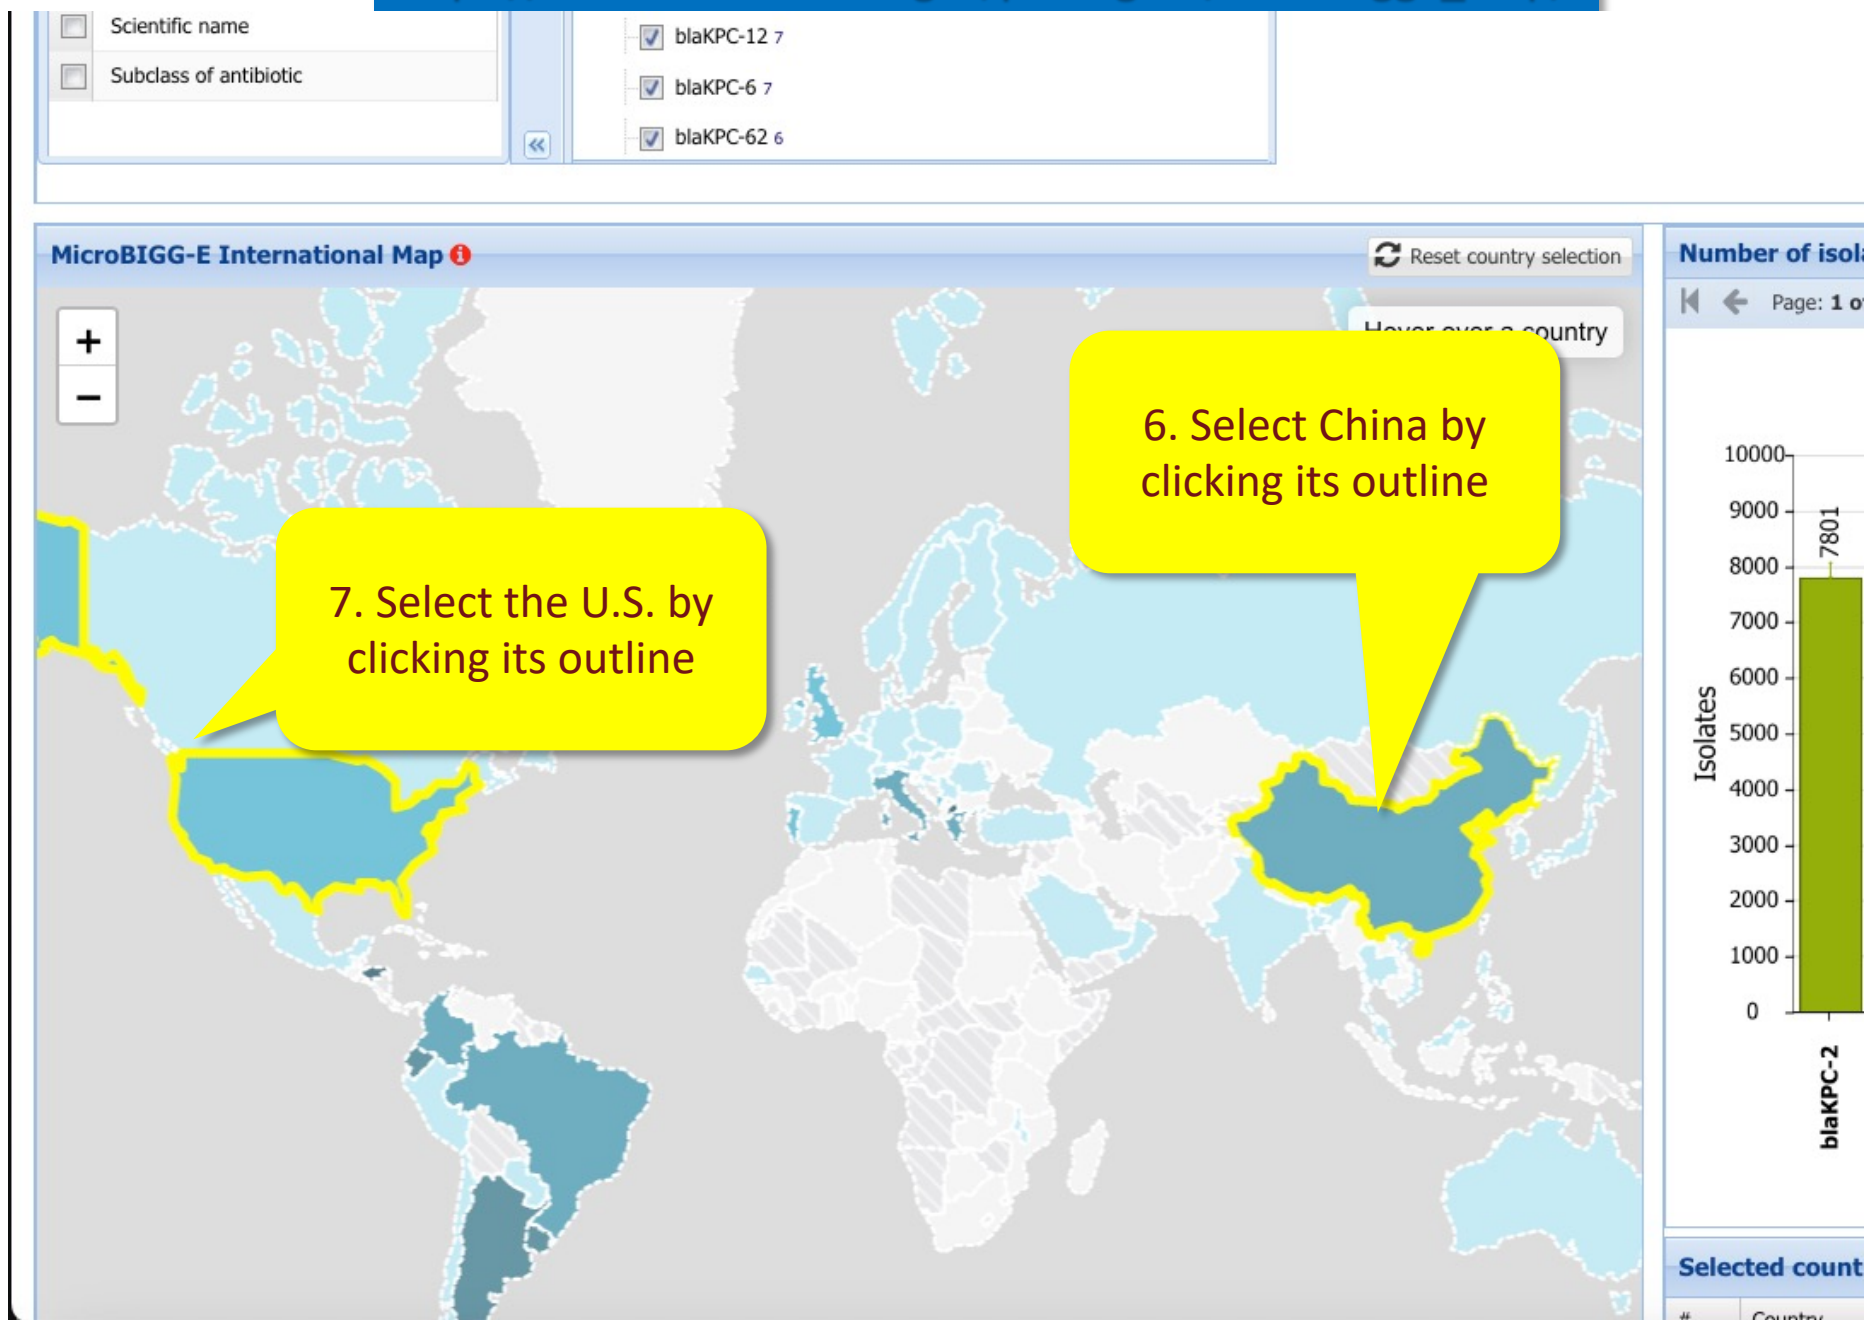 Scientific name
Subclass of antibiotic
blaKPC-12 7
blaKPC-6 7
blaKPC-62 6
MicroBIGG-E International Map
Reset country selection
+
−
Hover over a country
6. Select China by
clicking its outline
7. Select the U.S. by
clicking its outline
Number of isol
Page: 1 o
10000
9000
8000
7000
6000
5000
4000
3000
2000
1000
0
Isolates
7801
blaKPC-2
Selected count
#
Country